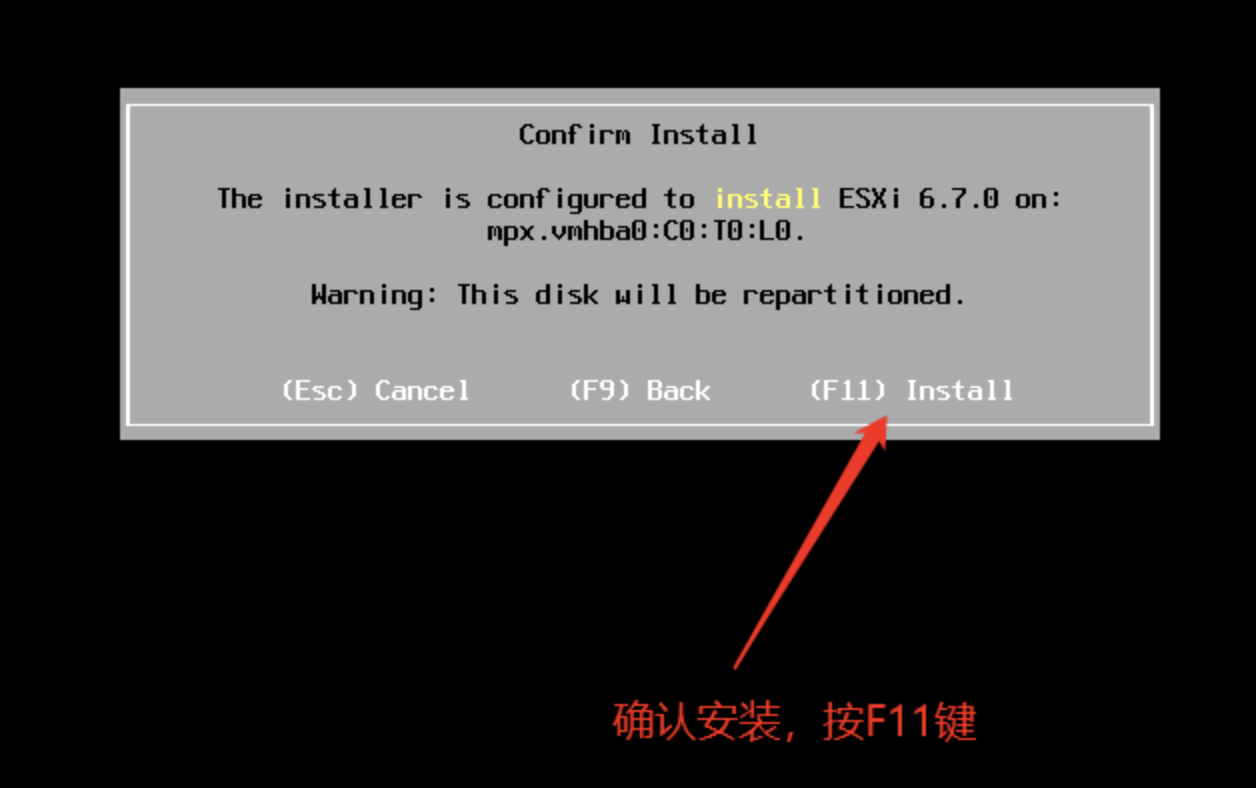 Confirm Install
The installer is configured to install ESXi 6.7.0 on:
mpx.vmhba0:C0:T0:L0.
Warning: This disk will be repartitioned.
(Esc) Cancel (F9) Back (F11) Install
确认安装，按F11键